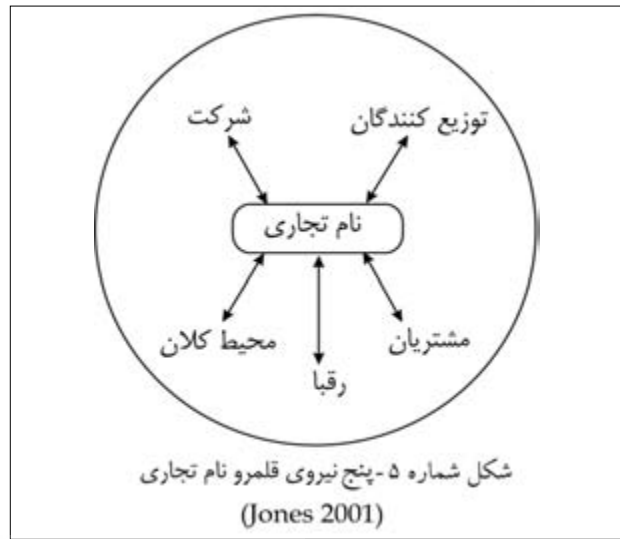 توزیع کنندگان
شرکت
نام تجاری
مشتریان
محیط کلان
رقبا
شکل شماره ۵-پنج نیروی قلمرو نام تجاری
(Jones 2001)